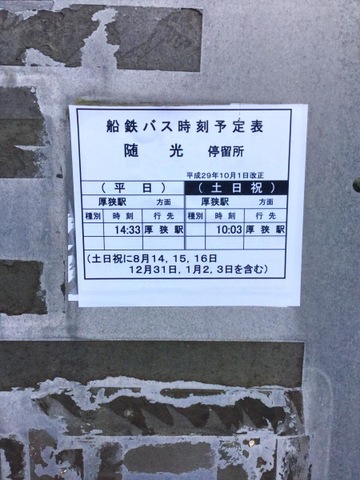 船鉄バス時刻予定表
随光 停留所
平成29年10月1日改正
(平日) (土日祝)
厚狭駅 方面 厚狭駅 方面
種別 時刻 行先 種別 時刻 行先
14:33 厚狭駅 10:03 厚狭駅
(土日祝に8月14, 15, 16日
12月31日, 1月2, 3日を含む)